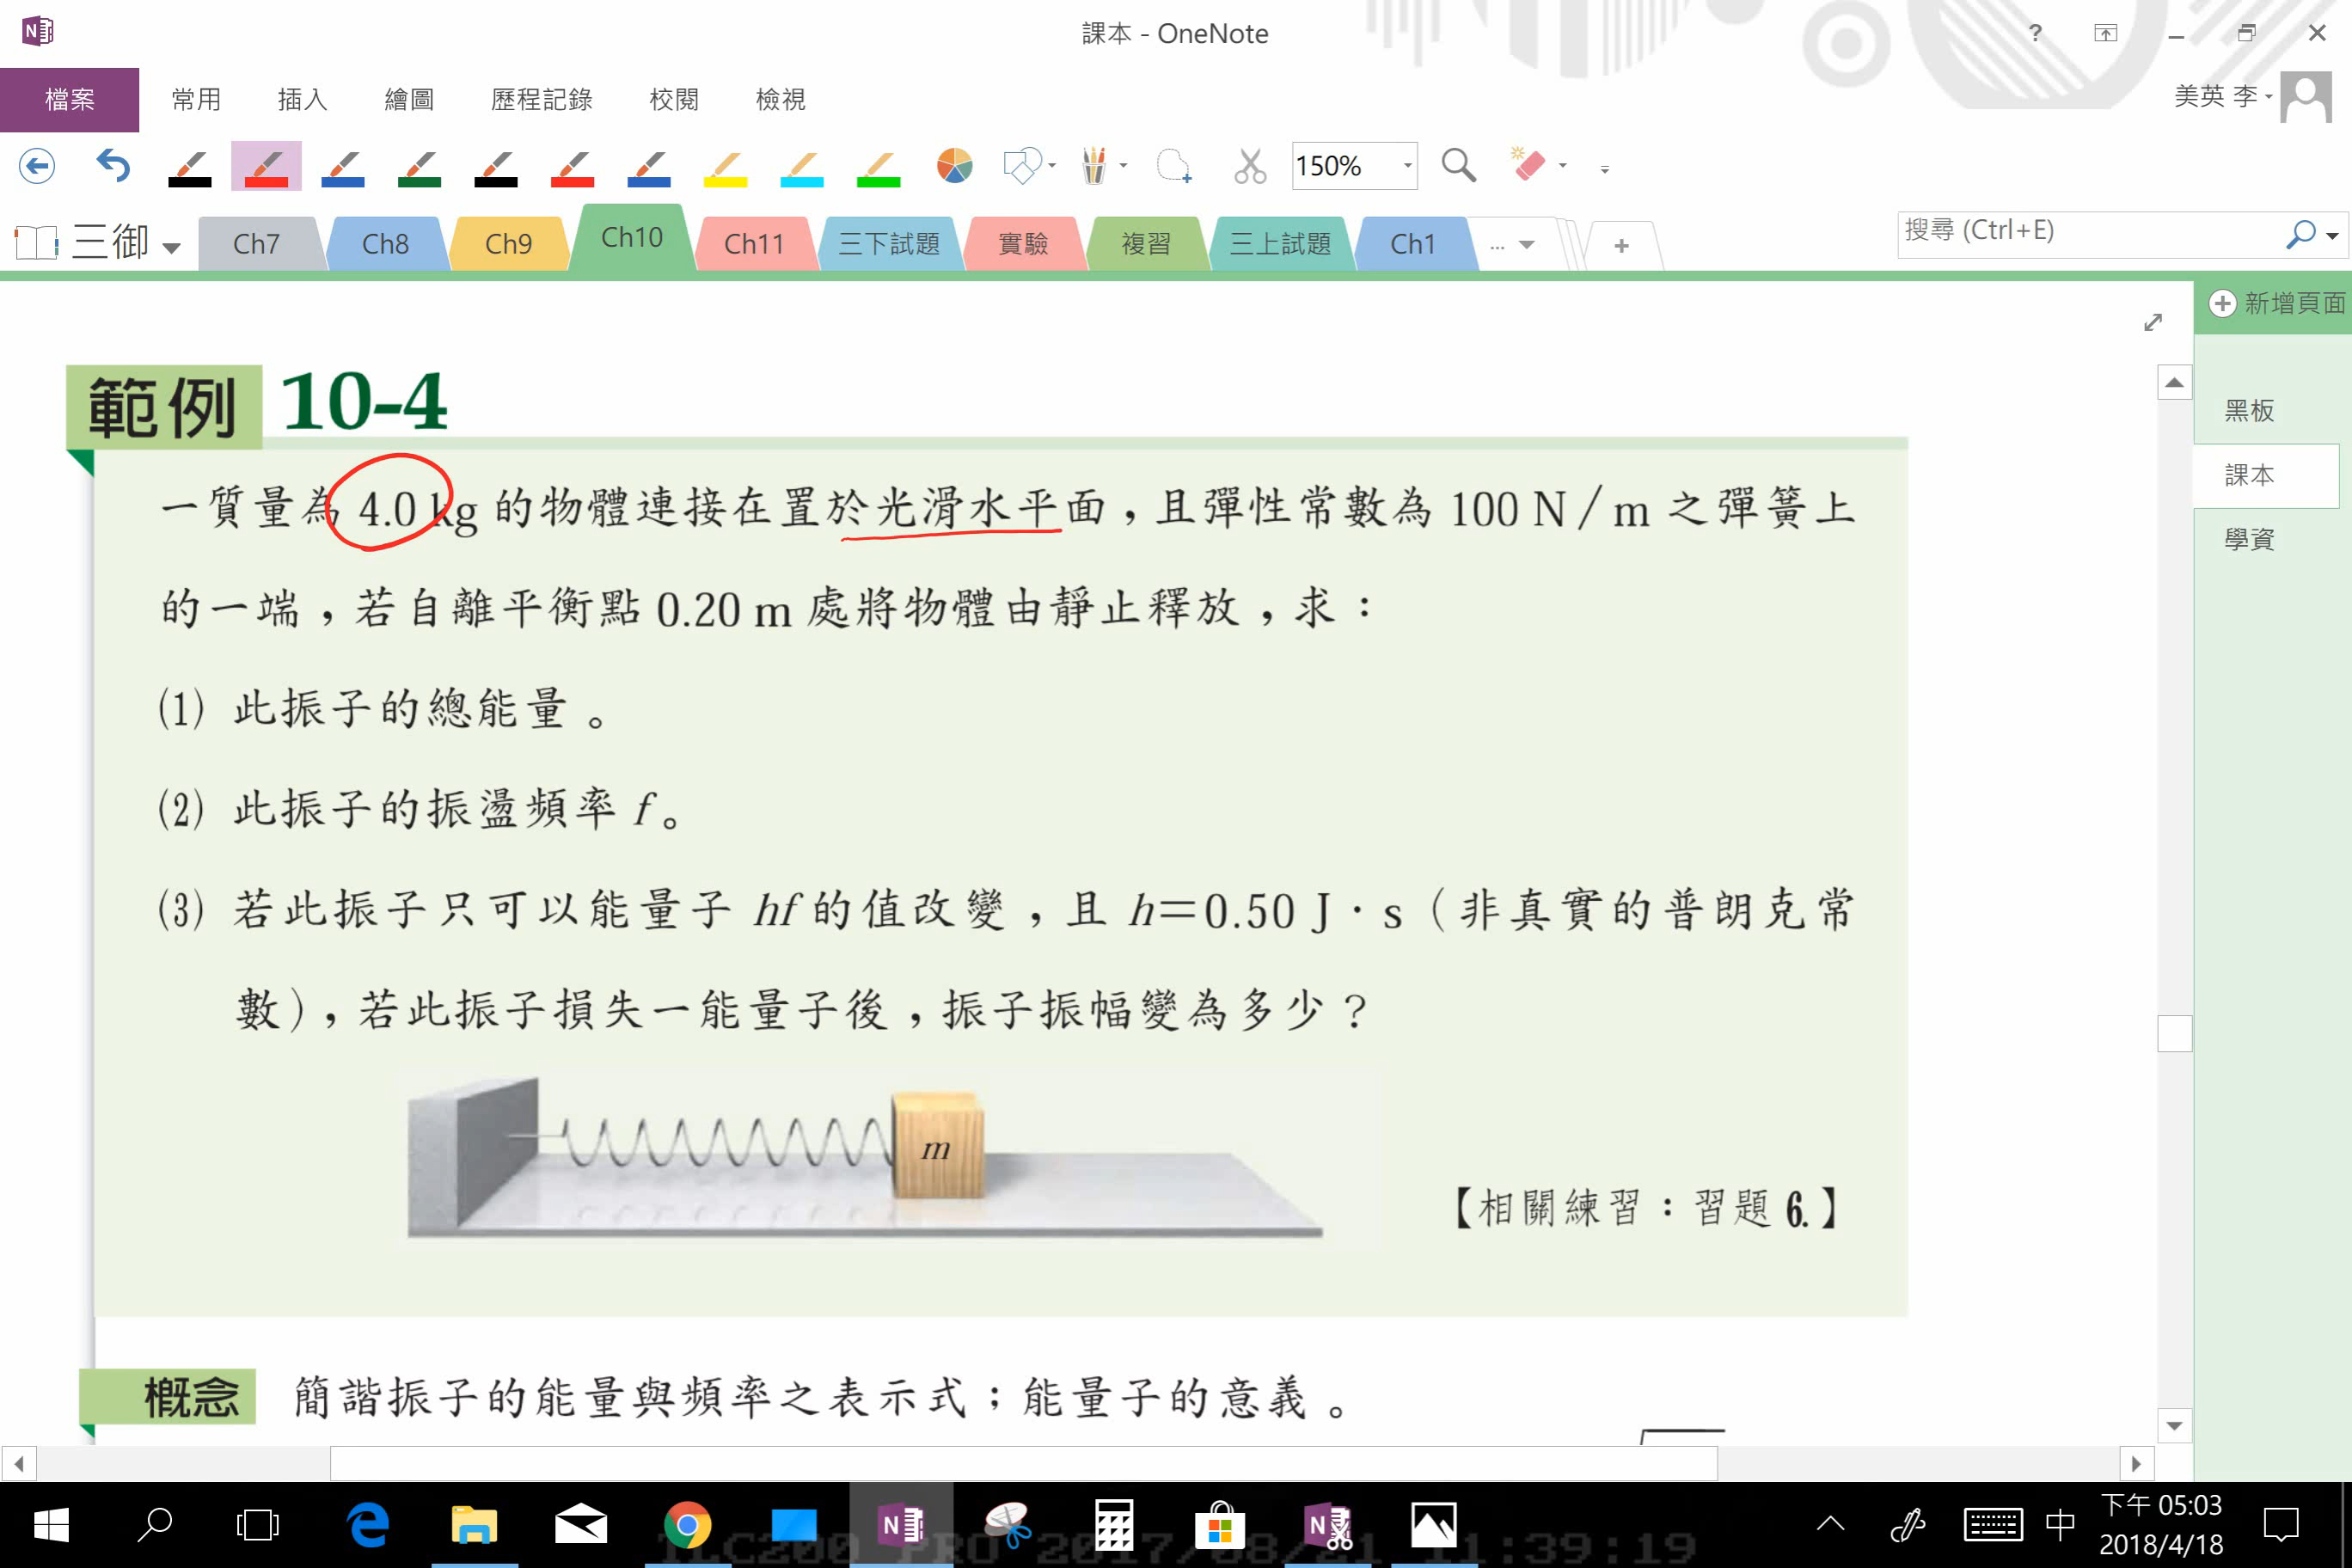 課本 - OneNote
?
檔案 常用 插入 繪圖 歷程記錄 校閱 檢視
美英 李
150%
三御 Ch7 Ch8 Ch9 Ch10 Ch11 三下試題 實驗 複習 三上試題 Ch1 ... +
搜尋 (Ctrl+E)
新增頁面
黑板
課本
學資
範例 10-4
一質量為 4.0 kg 的物體連接在置於光滑水平面，且彈性常數為 100 N／m 之彈簧上
的一端，若自離平衡點 0.20 m 處將物體由靜止釋放，求：
(1) 此振子的總能量。
(2) 此振子的振盪頻率 f。
(3) 若此振子只可以能量子 hf 的值改變，且 h＝0.50 J‧s（非真實的普朗克常
數），若此振子損失一能量子後，振子振幅變為多少？
m
【相關練習：習題 6.】
概念 簡諧振子的能量與頻率之表示式；能量子的意義。
中
下午 05:03
2018/4/18
TLC200 PRO 2017/08/21 11:39:19